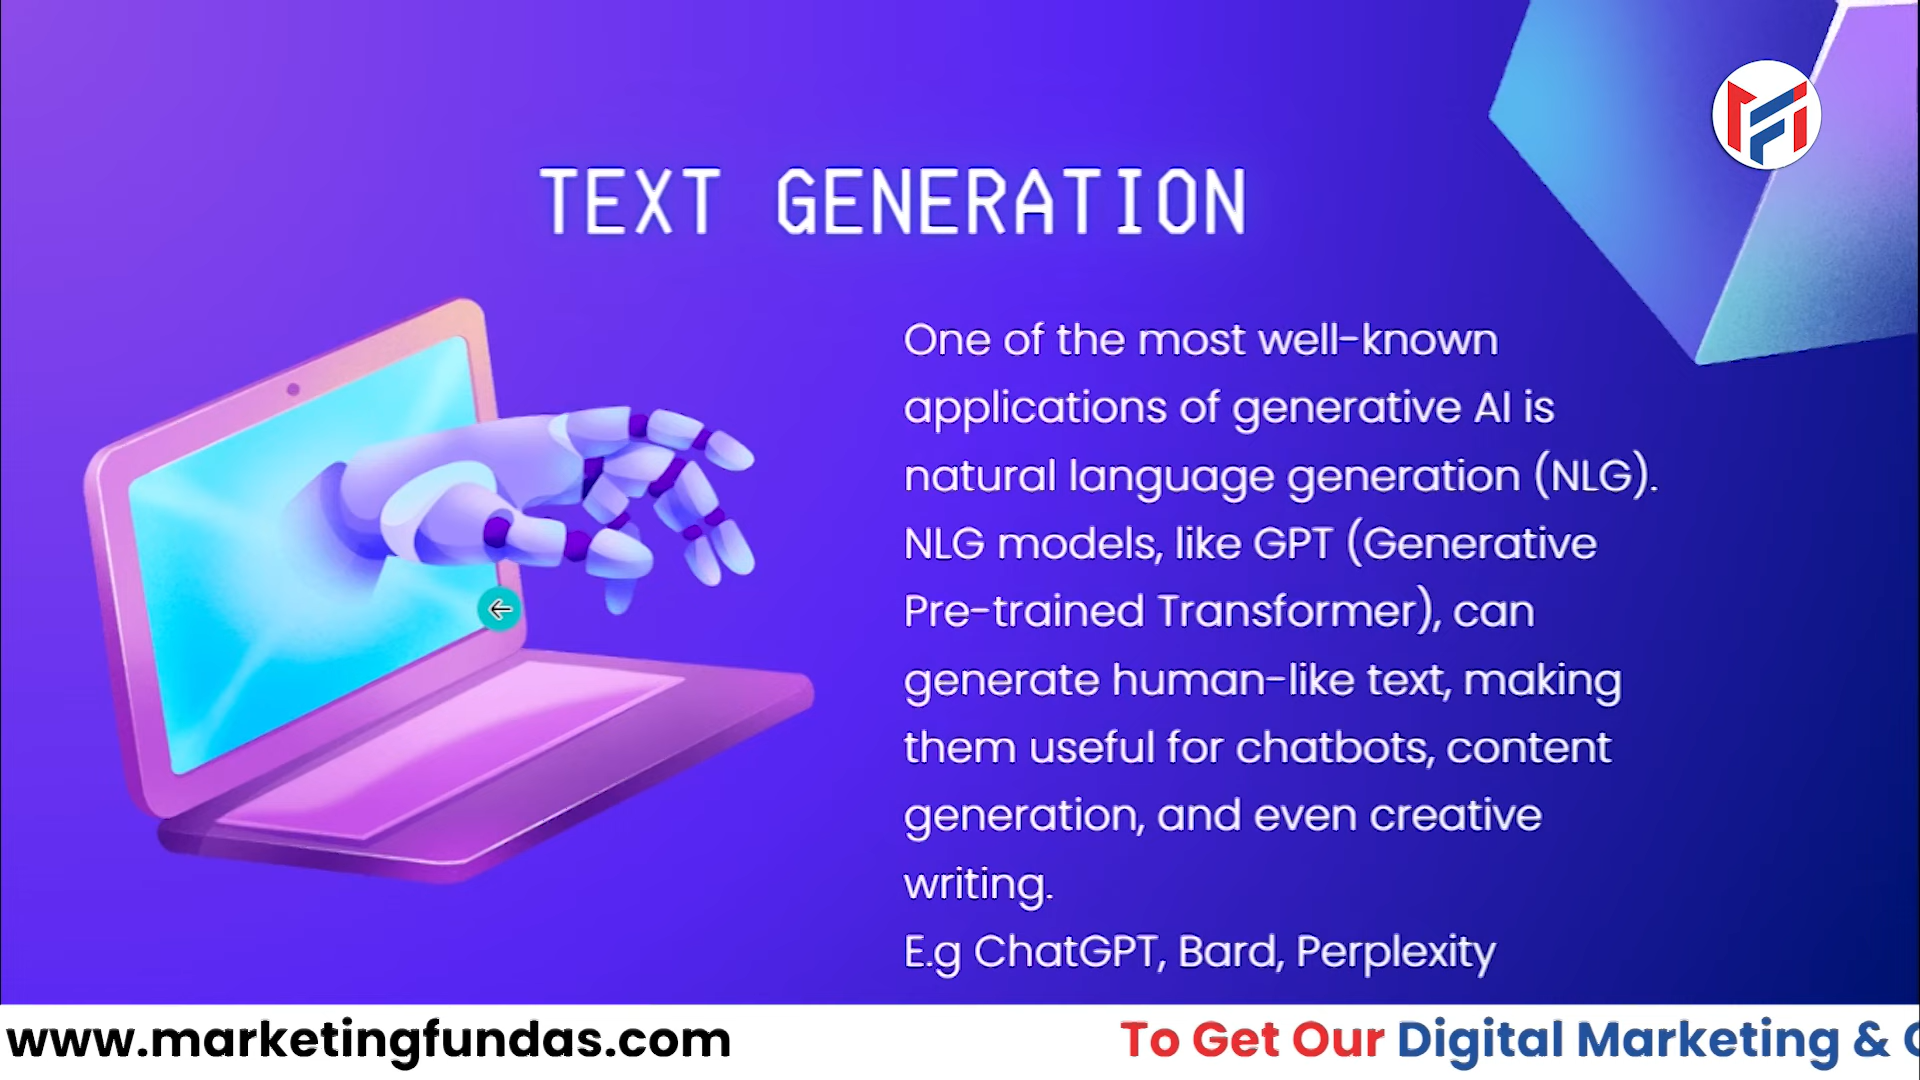 TEXT GENERATION
One of the most well-known
applications of generative AI is
natural language generation (NLG).
NLG models, like GPT (Generative
Pre-trained Transformer), can
generate human-like text, making
them useful for chatbots, content
generation, and even creative
writing.
E.g ChatGPT, Bard, Perplexity
www.marketingfundas.com To Get Our Digital Marketing &